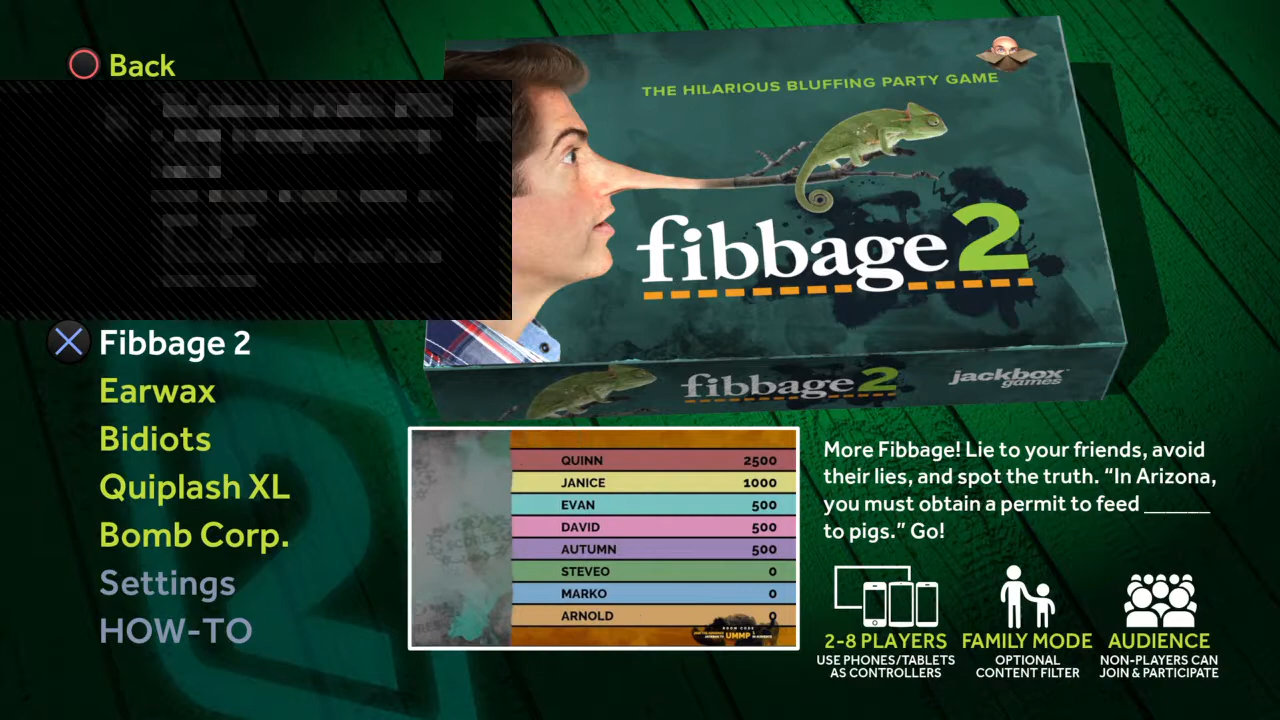 Back
THE HILARIOUS BLUFFING PARTY GAME
fibbage 2
fibbage 2
jackbox games
Fibbage 2
Earwax
Bidiots
Quiplash XL
Bomb Corp.
Settings
HOW-TO
QUINN 2500
JANICE 1000
EVAN 500
DAVID 500
AUTUMN 500
STEVEO 0
MARKO 0
ARNOLD 0
ROOM CODE
UMMP
More Fibbage! Lie to your friends, avoid
their lies, and spot the truth. “In Arizona,
you must obtain a permit to feed ______
to pigs.” Go!
2-8 PLAYERS
USE PHONES/TABLETS
AS CONTROLLERS
FAMILY MODE
OPTIONAL
CONTENT FILTER
AUDIENCE
NON-PLAYERS CAN
JOIN & PARTICIPATE